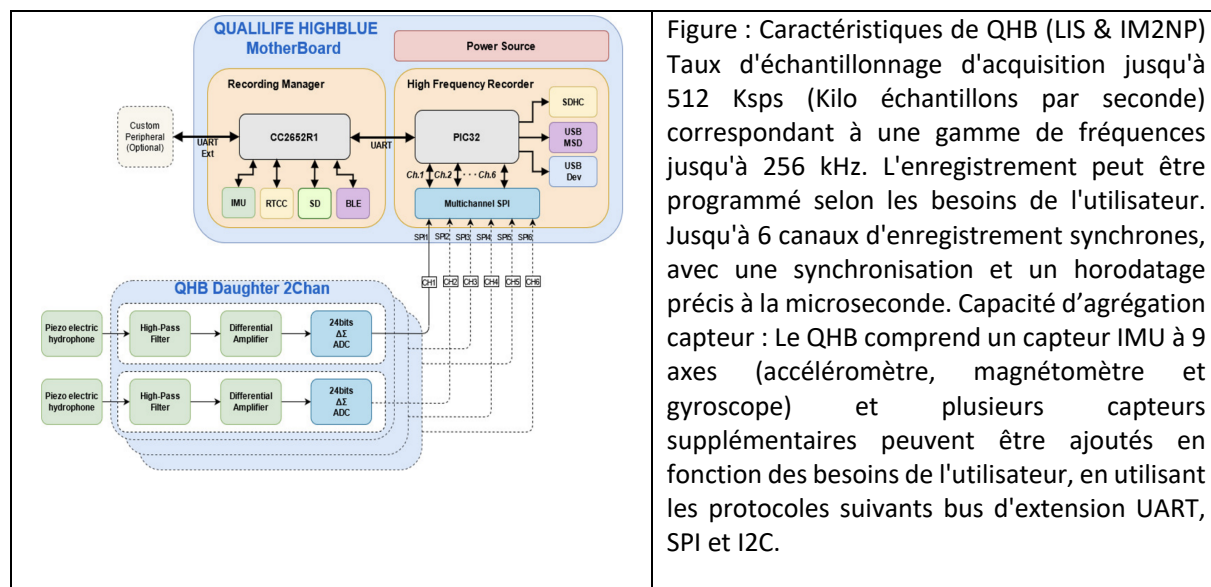 QUALILIFE HIGHBLUE
MotherBoard
Power Source
Recording Manager
High Frequency Recorder
Custom
Peripheral
(Optional)
UART
Ext
CC2652R1
UART
PIC32
SDHC
USB
MSD
USB
Dev
IMU
RTCC
SD
BLE
Ch.1
Ch.2
· · ·
Ch.6
Multichannel SPI
SPI1
SPI2
SPI3
SPI4
SPI5
SPI6
CH1
CH2
CH3
CH4
CH5
CH6
QHB Daughter 2Chan
Piezo electric
hydrophone
High-Pass
Filter
Differential
Amplifier
24bits
ΔΣ
ADC
Piezo electric
hydrophone
High-Pass
Filter
Differential
Amplifier
24bits
ΔΣ
ADC
Figure : Caractéristiques de QHB (LIS & IM2NP)
Taux d'échantillonnage d'acquisition jusqu'à
512 Ksps (Kilo échantillons par seconde)
correspondant à une gamme de fréquences
jusqu'à 256 kHz. L'enregistrement peut être
programmé selon les besoins de l'utilisateur.
Jusqu'à 6 canaux d'enregistrement synchrones,
avec une synchronisation et un horodatage
précis à la microseconde. Capacité d’agrégation
capteur : Le QHB comprend un capteur IMU à 9
axes (accéléromètre, magnétomètre et
gyroscope) et plusieurs capteurs
supplémentaires peuvent être ajoutés en
fonction des besoins de l'utilisateur, en utilisant
les protocoles suivants bus d'extension UART,
SPI et I2C.